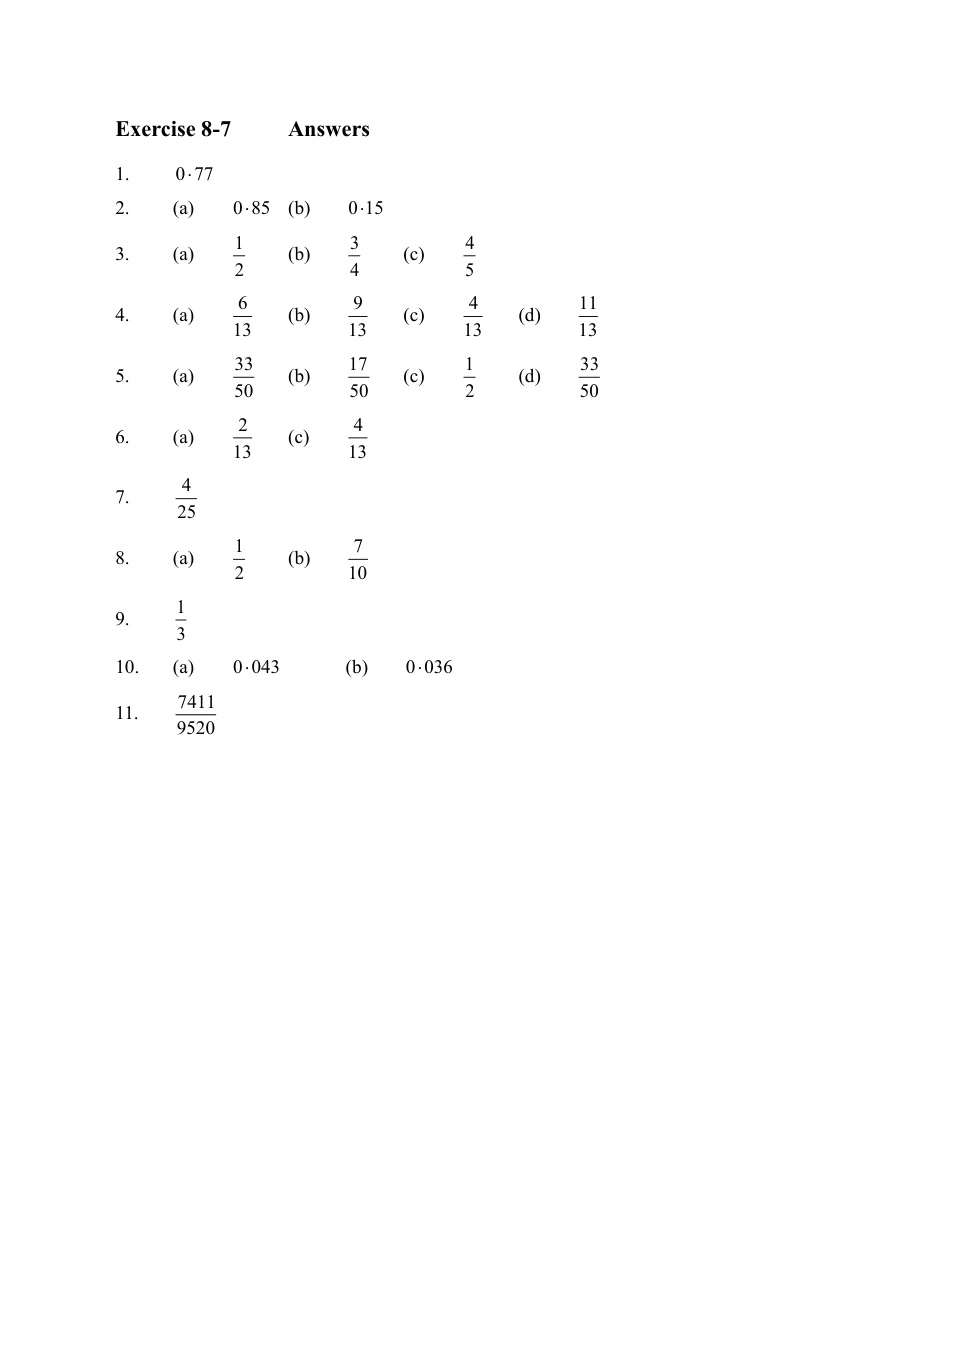 Exercise 8-7 Answers
1. 0·77
2. (a) 0·85 (b) 0·15
3. (a) 1/2 (b) 3/4 (c) 4/5
4. (a) 6/13 (b) 9/13 (c) 4/13 (d) 11/13
5. (a) 33/50 (b) 17/50 (c) 1/2 (d) 33/50
6. (a) 2/13 (c) 4/13
7. 4/25
8. (a) 1/2 (b) 7/10
9. 1/3
10. (a) 0·043 (b) 0·036
11. 7411/9520